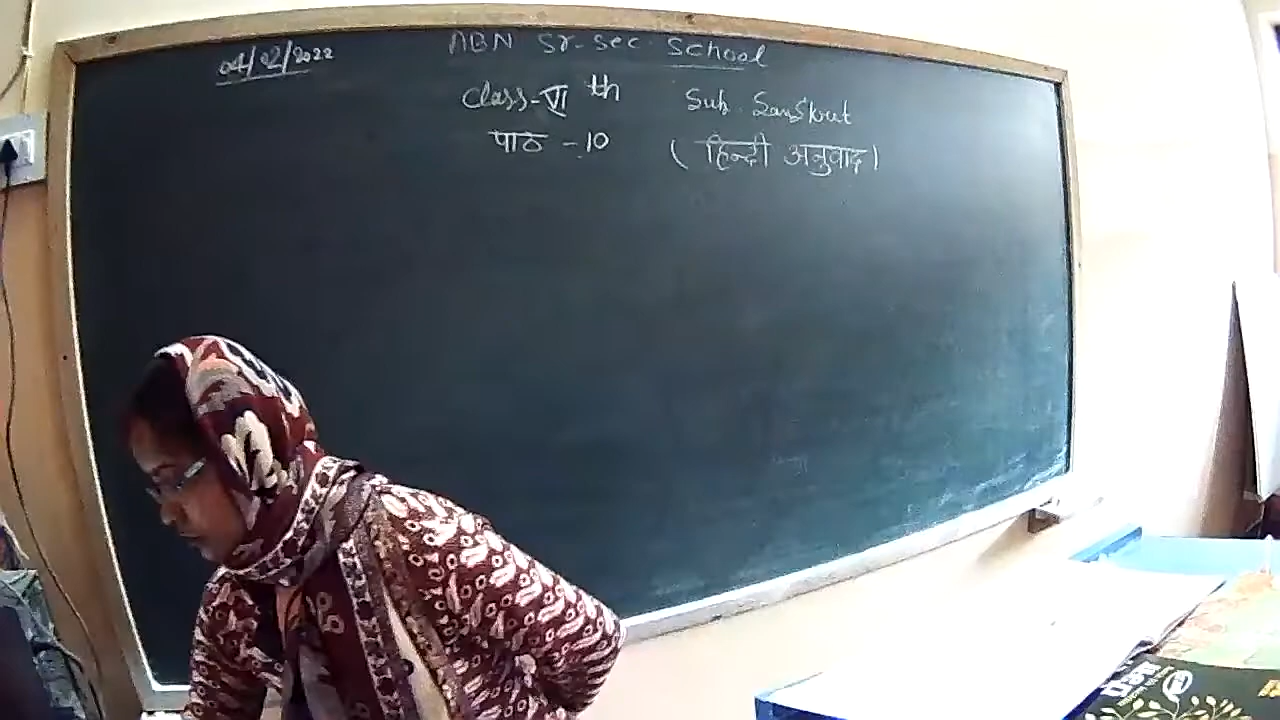 04/02/2022 ABN Sr-Sec. School
Class-VI th Sub. Sanskrit
पाठ -10 (हिन्दी अनुवाद)